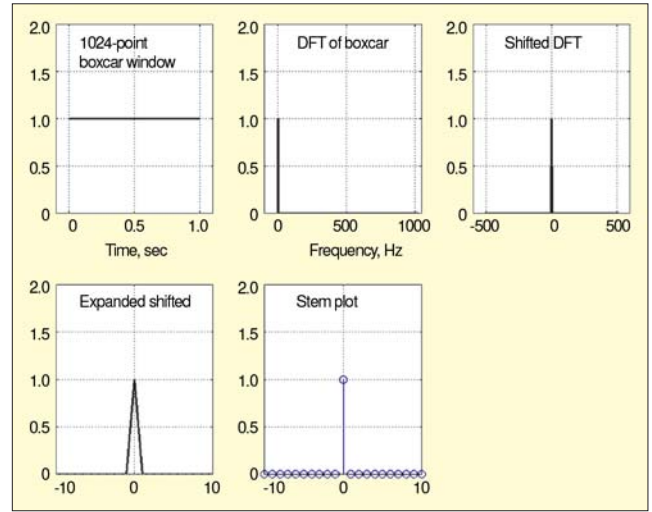 1024-point
boxcar window
2.0
1.5
1.0
0.5
0
0 0.5 1.0
Time, sec
DFT of boxcar
2.0
1.5
1.0
0.5
0
0 500 1000
Frequency, Hz
Shifted DFT
2.0
1.5
1.0
0.5
0
-500 0 500
Expanded shifted
2.0
1.5
1.0
0.5
0
-10 0 10
Stem plot
2.0
1.5
1.0
0.5
0
-10 0 10